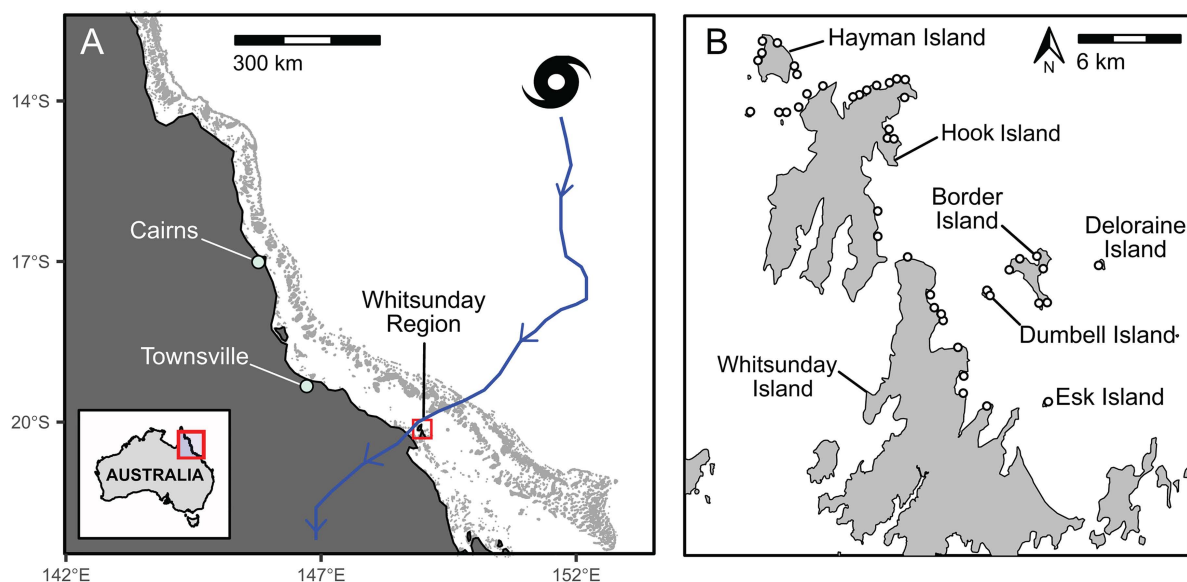 A
300 km
14°S
Cairns
17°S
Whitsunday
Region
Townsville
20°S
AUSTRALIA
142°E
147°E
152°E
B
Hayman Island
N
6 km
Hook Island
Border
Island
Deloraine
Island
Dumbell Island
Whitsunday
Island
Esk Island